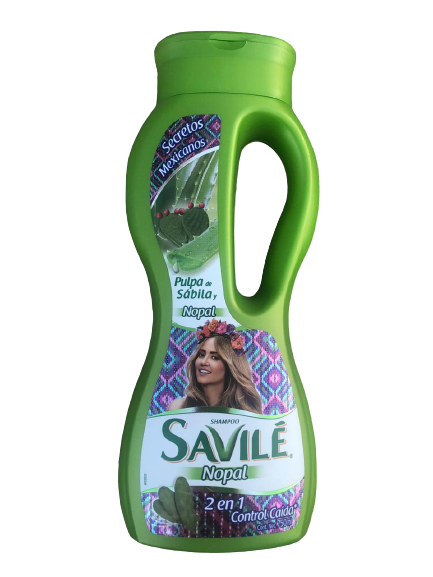 Secretos
Mexicanos
Pulpa de
Sábila y
Nopal
SHAMPOO
SAVILÉ
Nopal
2 en 1
Control Caída